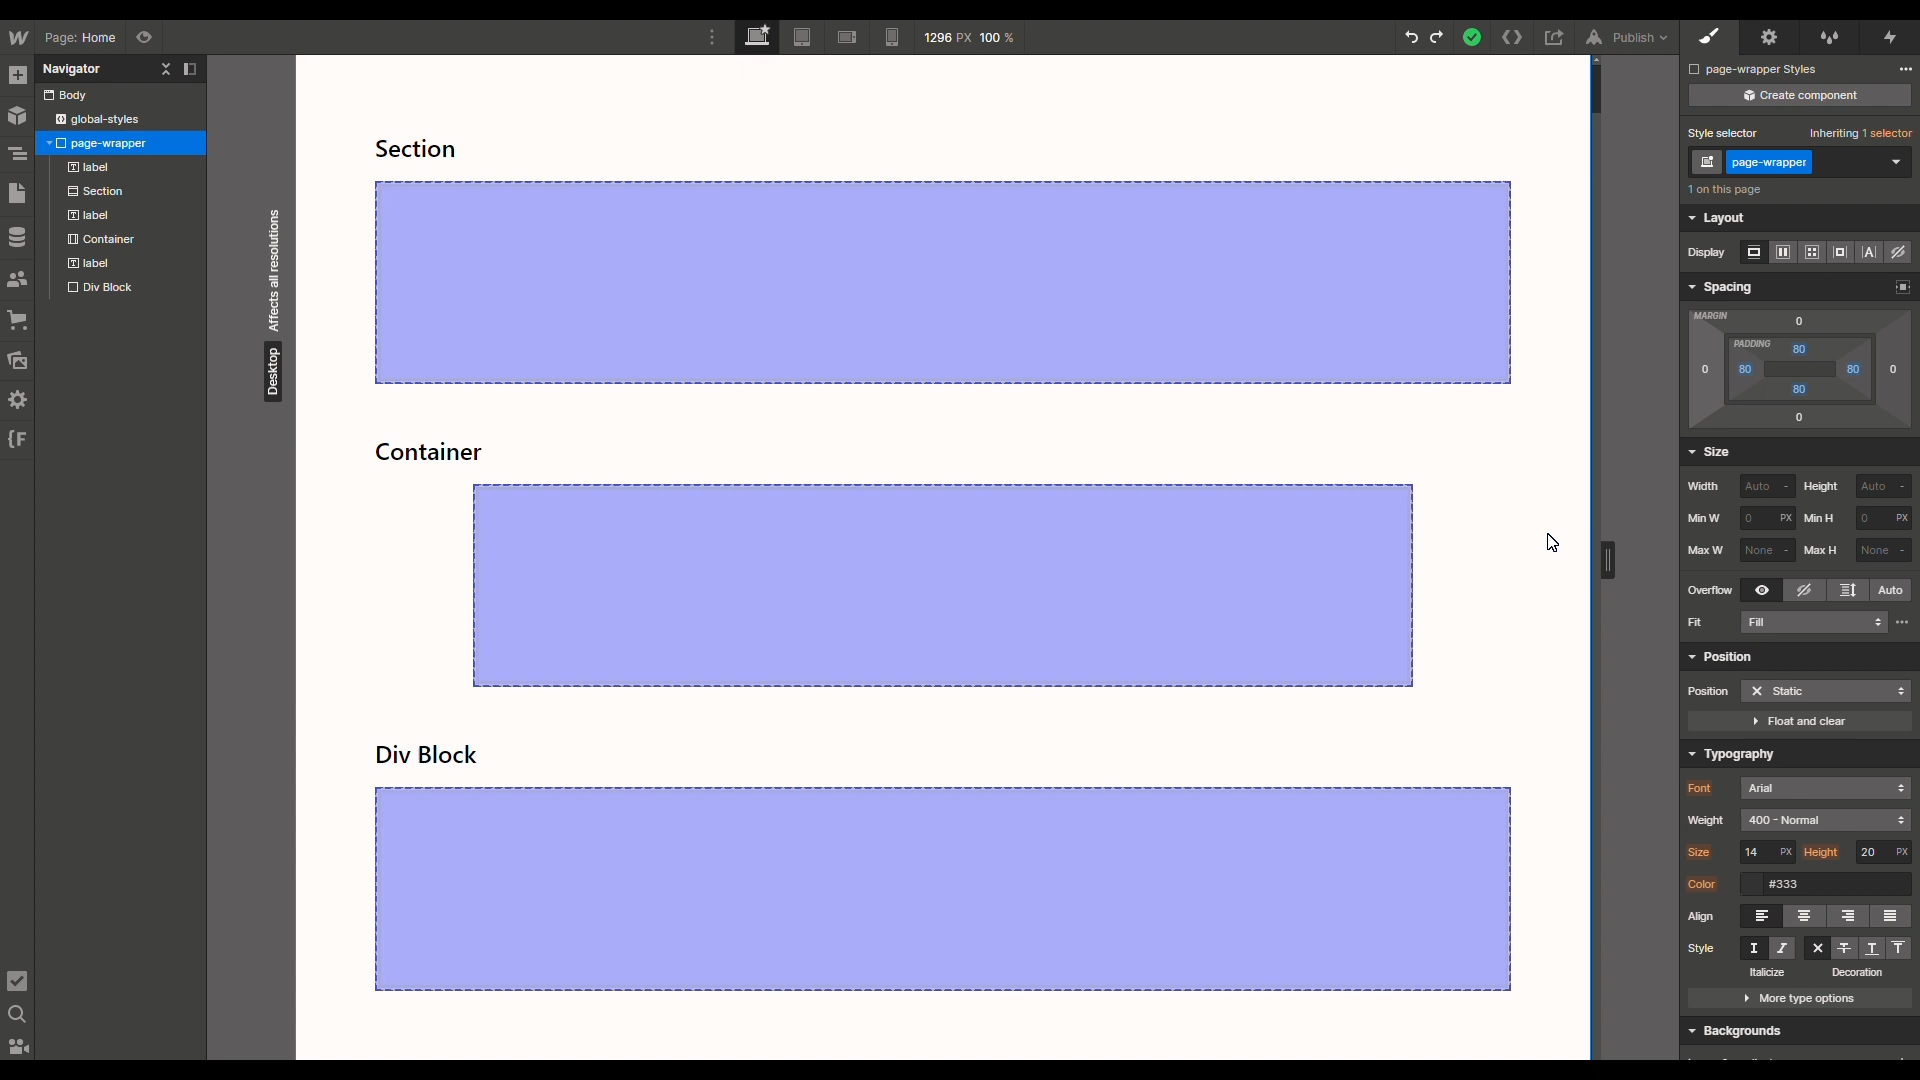 Page: Home
1296 PX 100 %
Publish
Navigator
Body
global-styles
page-wrapper
label
Section
label
Container
label
Div Block
Affects all resolutions
Desktop
Section
Container
Div Block
page-wrapper Styles
Create component
Style selector Inheriting 1 selector
page-wrapper
1 on this page
Layout
Display
Spacing
MARGIN
0
PADDING
80
0 80 80 0
80
0
Size
Width Auto - Height Auto -
Min W 0 PX Min H 0 PX
Max W None - Max H None -
Overflow Auto
Fit Fill
Position
Position Static
Float and clear
Typography
Font Arial
Weight 400 - Normal
Size 14 PX Height 20 PX
Color #333
Align
Style
Italicize Decoration
More type options
Backgrounds